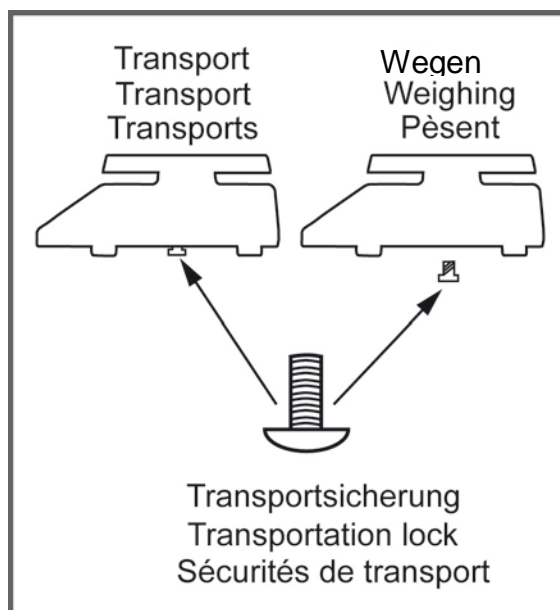 Transport
Transport
Transports
Wegen
Weighing
Pèsent
Transportsicherung
Transportation lock
Sécurités de transport